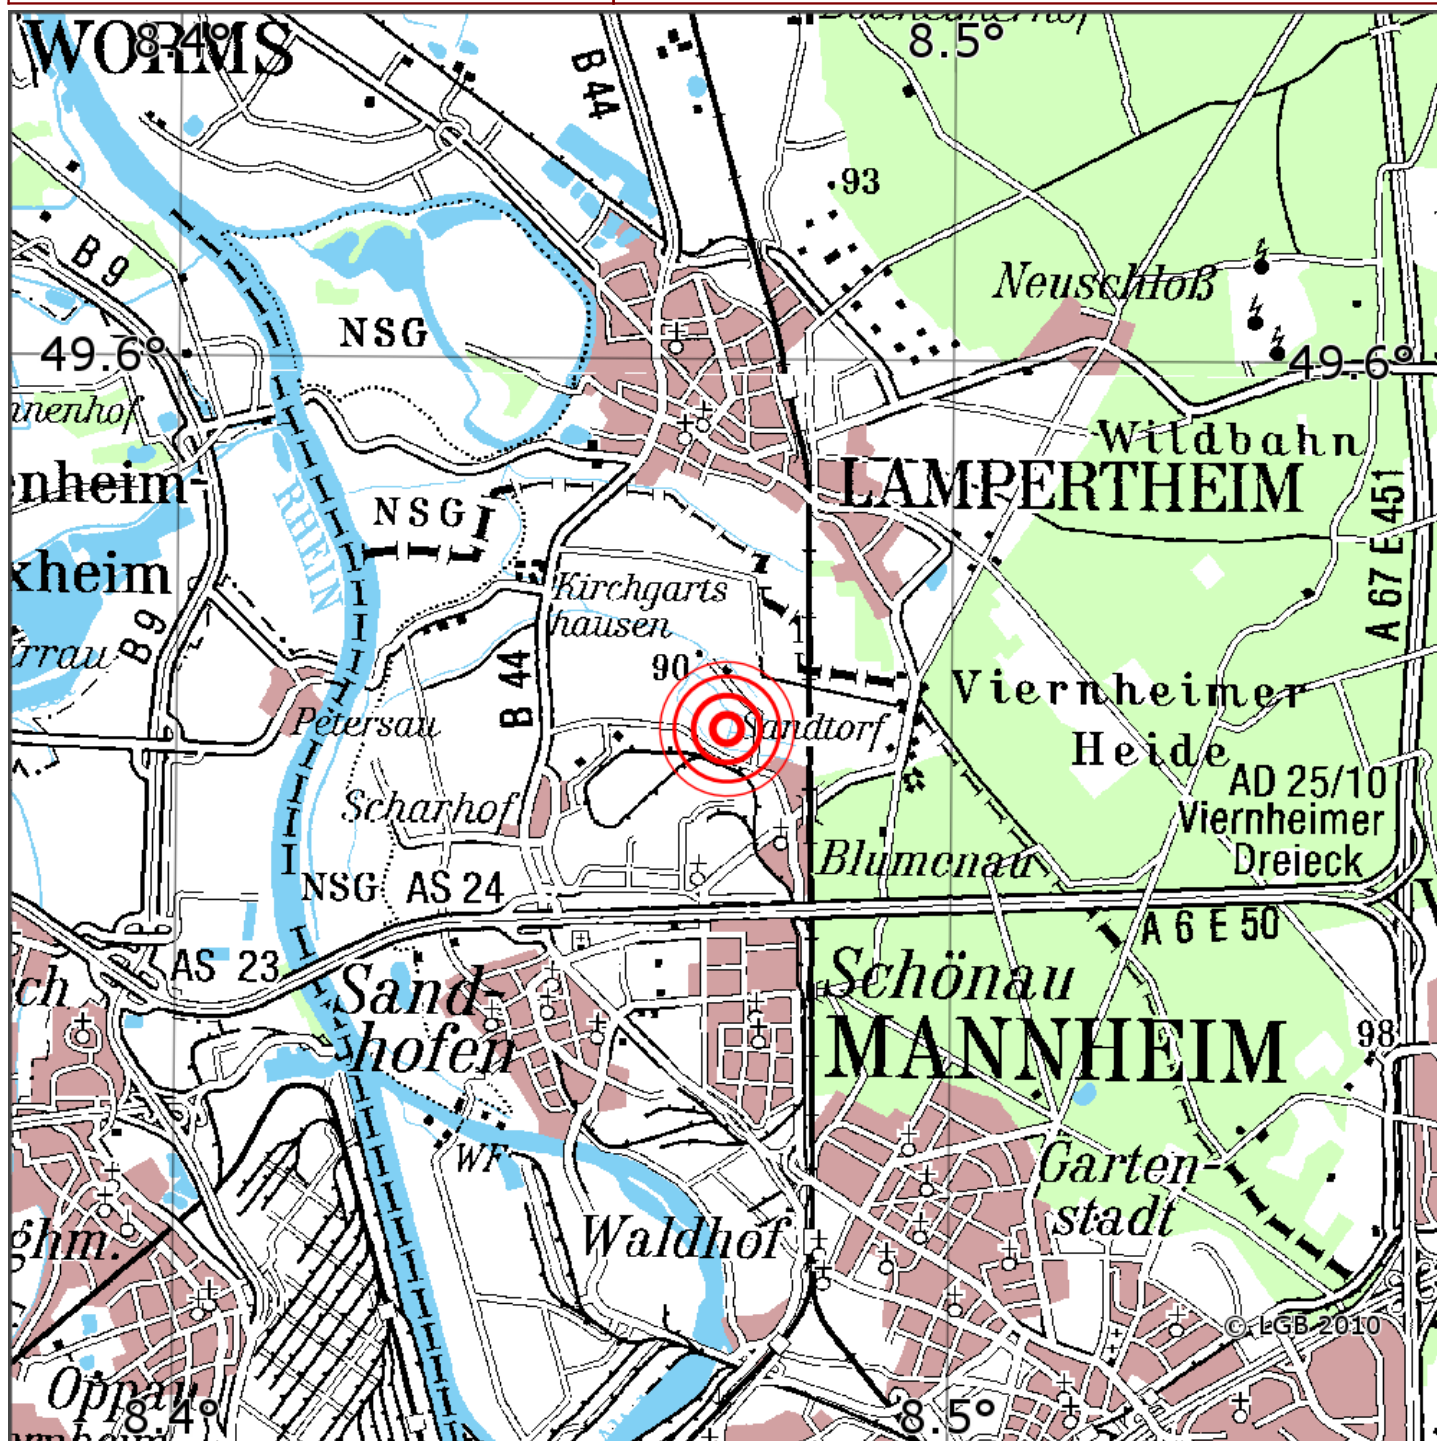 WORMS
8.4°
8.5°
B 44
93
B 9
NSG
Neuschloß
49.6°
49.6°
nnenhof
Wildbahn
LAMPERTHEIM
enheim-
NSG
RHEIN
A 67 E 451
xheim
Kirchgarts
hausen
B 9
90
B 44
Viernheimer
Heide
Petersau
Sandtorf
AD 25/10
Viernheimer
Dreieck
Scharhof
Blumenau
NSG
AS 24
A 6 E 50
AS 23
Sand-
hofen
Schönau
ch
MANNHEIM
98
WF
Garten-
stadt
Waldhof
ghm.
© LGB 2010
Oppau
8.4°
8.5°